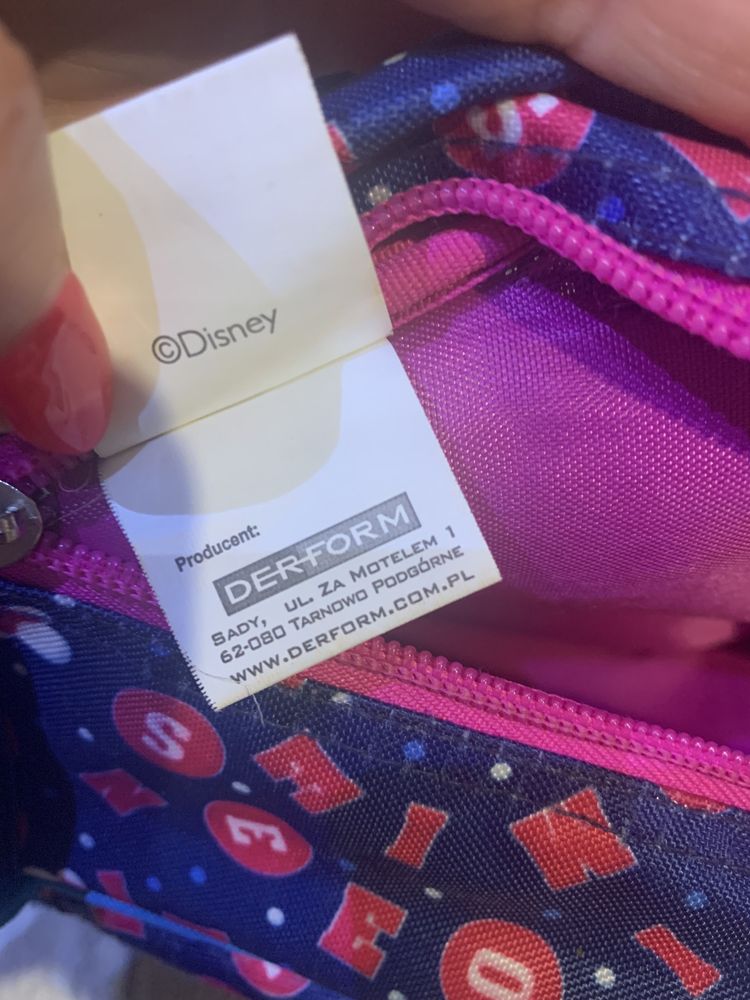 ©Disney
Producent:
DERFORM
SADY, UL. ZA MOTELEM 1
62-080 TARNOWO PODGÓRNE
WWW.DERFORM.COM.PL
S
E
O